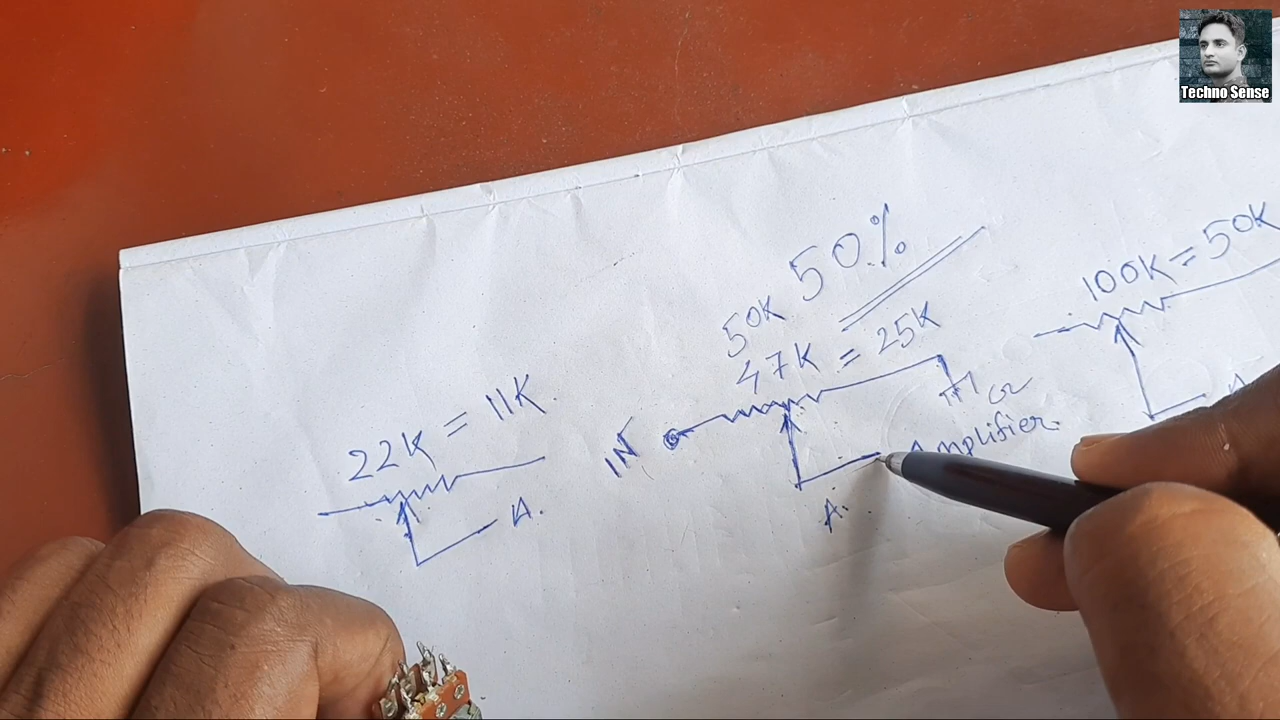 Techno Sense
50%
50K
47K = 25K
100K = 50K
22K = 11K
IN
Amplifier.
A.
A.